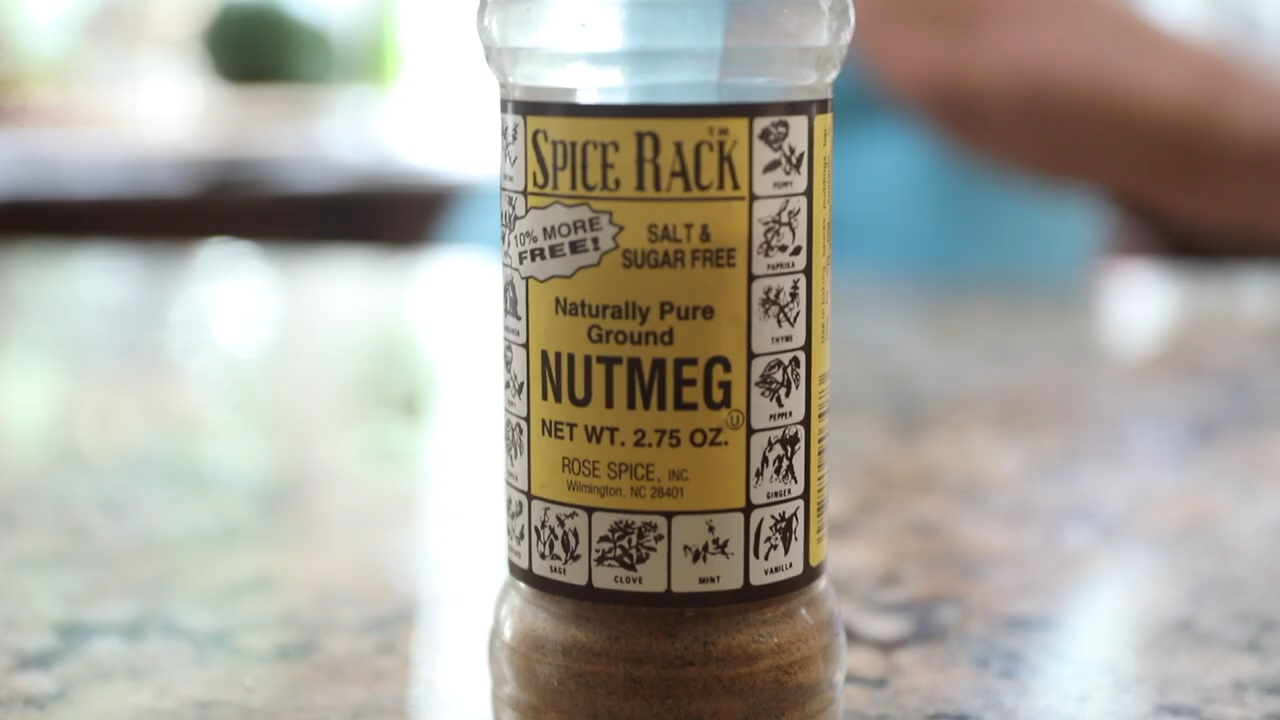 SPICE RACK
TM
10% MORE
FREE!
SALT &
SUGAR FREE
Naturally Pure
Ground
NUTMEG
U
NET WT. 2.75 OZ.
ROSE SPICE, INC.
Wilmington, NC 28401
POPPY
PAPRIKA
THYME
PEPPER
GINGER
VANILLA
SAGE
CLOVE
MINT